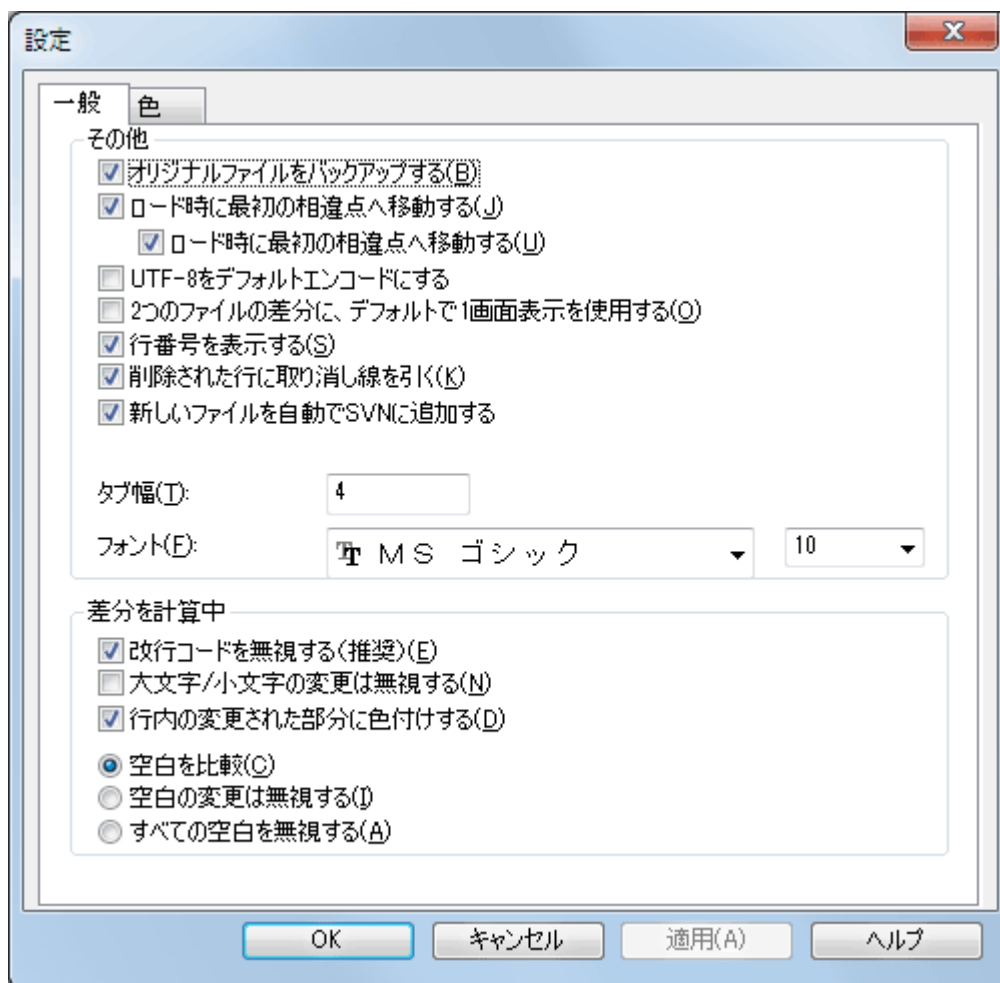 設定
一般 色
その他
オリジナルファイルをバックアップする(B)
ロード時に最初の相違点へ移動する(J)
ロード時に最初の相違点へ移動する(U)
UTF-8をデフォルトエンコードにする
2つのファイルの差分に、デフォルトで1画面表示を使用する(O)
行番号を表示する(S)
削除された行に取り消し線を引く(K)
新しいファイルを自動でSVNに追加する
タブ幅(T): 4
フォント(F): MS ゴシック 10
差分を計算中
改行コードを無視する(推奨)(E)
大文字/小文字の変更は無視する(N)
行内の変更された部分に色付けする(D)
空白を比較(C)
空白の変更は無視する(I)
すべての空白を無視する(A)
OK キャンセル 適用(A) ヘルプ